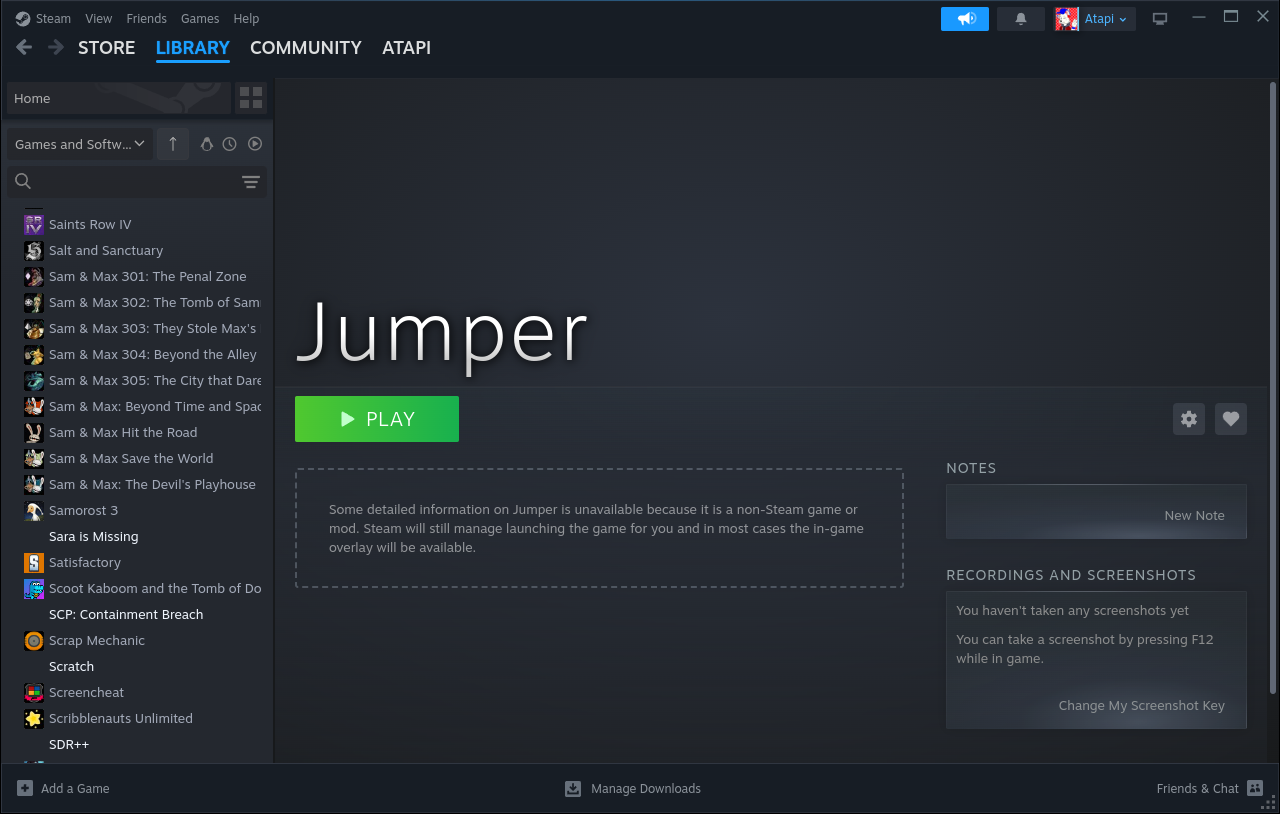 Steam View Friends Games Help
Atapi
STORE LIBRARY COMMUNITY ATAPI
Home
Games and Softw...
SR IV
Saints Row IV
Salt and Sanctuary
Sam & Max 301: The Penal Zone
Sam & Max 302: The Tomb of Sam
Sam & Max 303: They Stole Max's
Sam & Max 304: Beyond the Alley
Sam & Max 305: The City that Dare
Sam & Max: Beyond Time and Spac
Sam & Max Hit the Road
Sam & Max Save the World
Sam & Max: The Devil's Playhouse
Samorost 3
Sara is Missing
Satisfactory
Scoot Kaboom and the Tomb of Do
SCP: Containment Breach
Scrap Mechanic
Scratch
Screencheat
Scribblenauts Unlimited
SDR++
Jumper
PLAY
Some detailed information on Jumper is unavailable because it is a non-Steam game or
mod. Steam will still manage launching the game for you and in most cases the in-game
overlay will be available.
NOTES
New Note
RECORDINGS AND SCREENSHOTS
You haven't taken any screenshots yet
You can take a screenshot by pressing F12
while in game.
Change My Screenshot Key
Add a Game
Manage Downloads
Friends & Chat